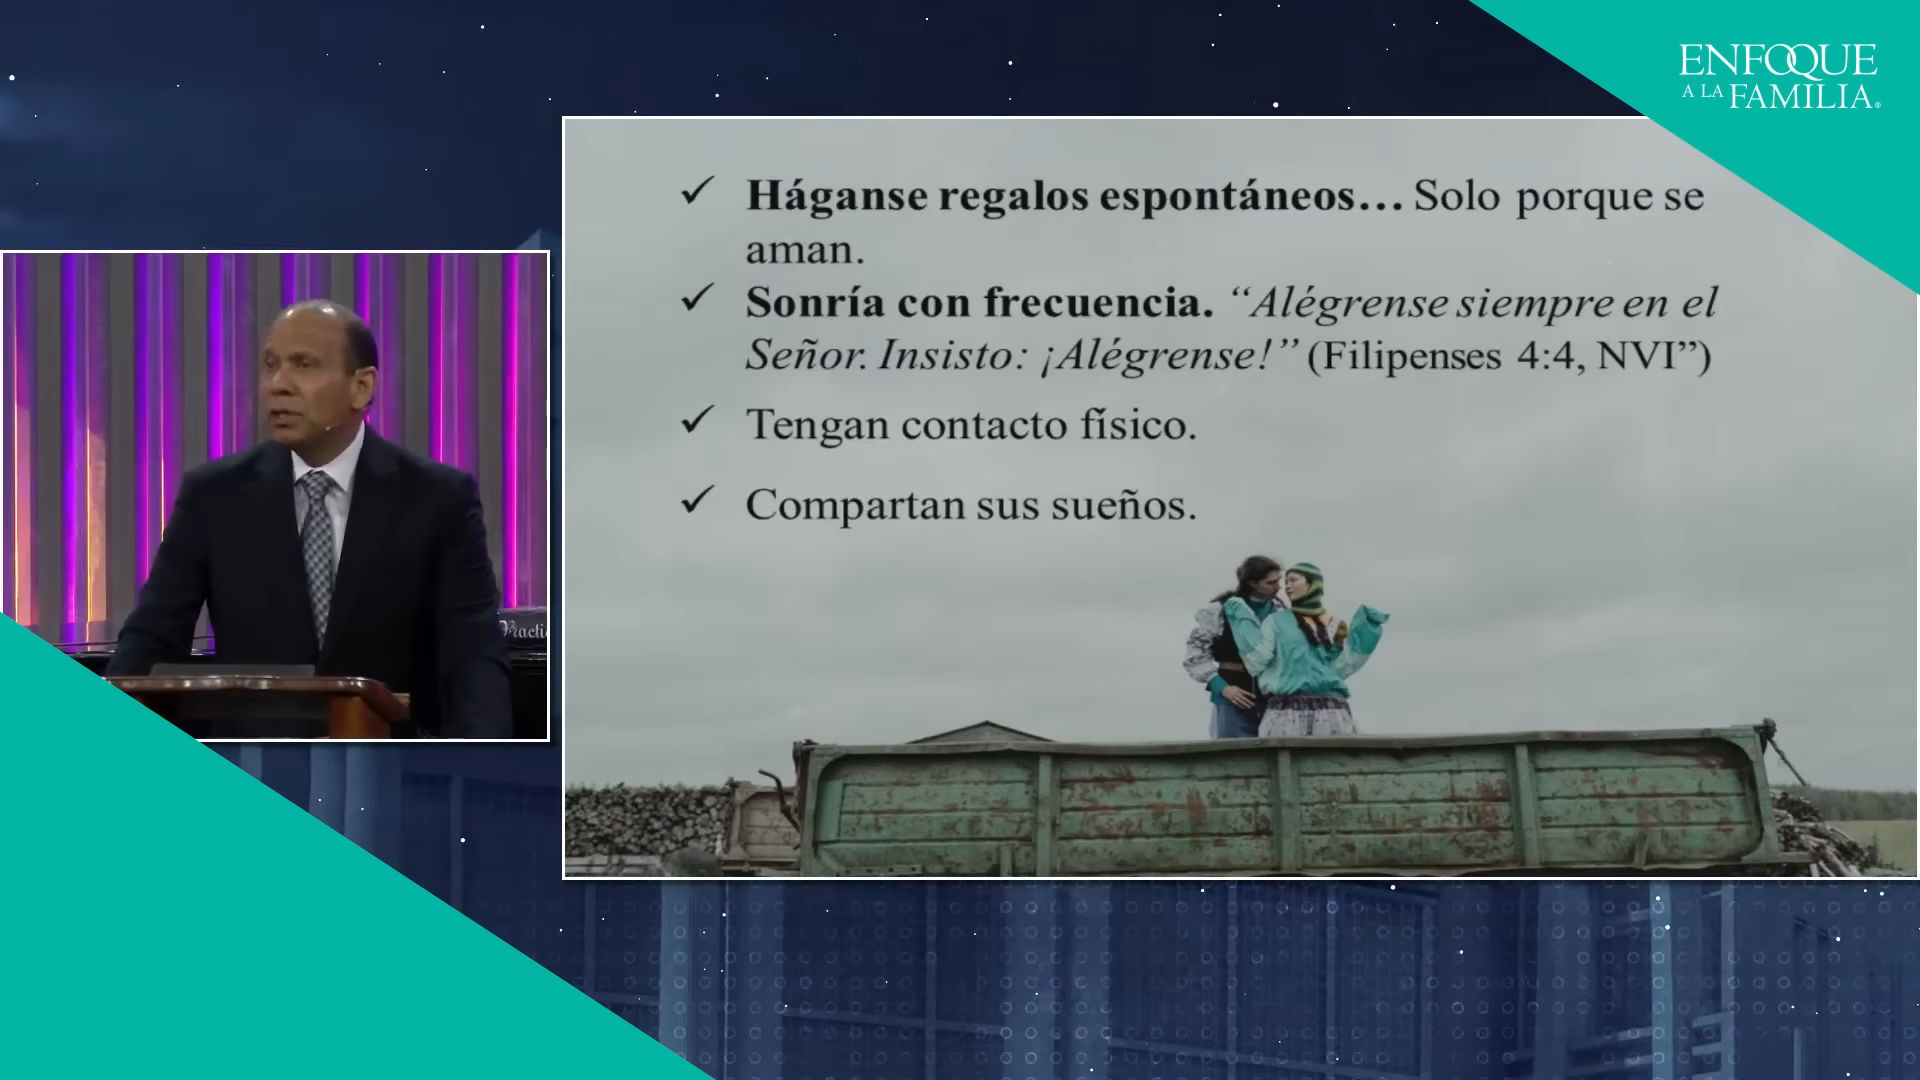 ENFOQUE
A LA FAMILIA®
✓ Háganse regalos espontáneos… Solo porque se
aman.
✓ Sonría con frecuencia. “Alégrense siempre en el
Señor. Insisto: ¡Alégrense!” (Filipenses 4:4, NVI”)
✓ Tengan contacto físico.
✓ Compartan sus sueños.